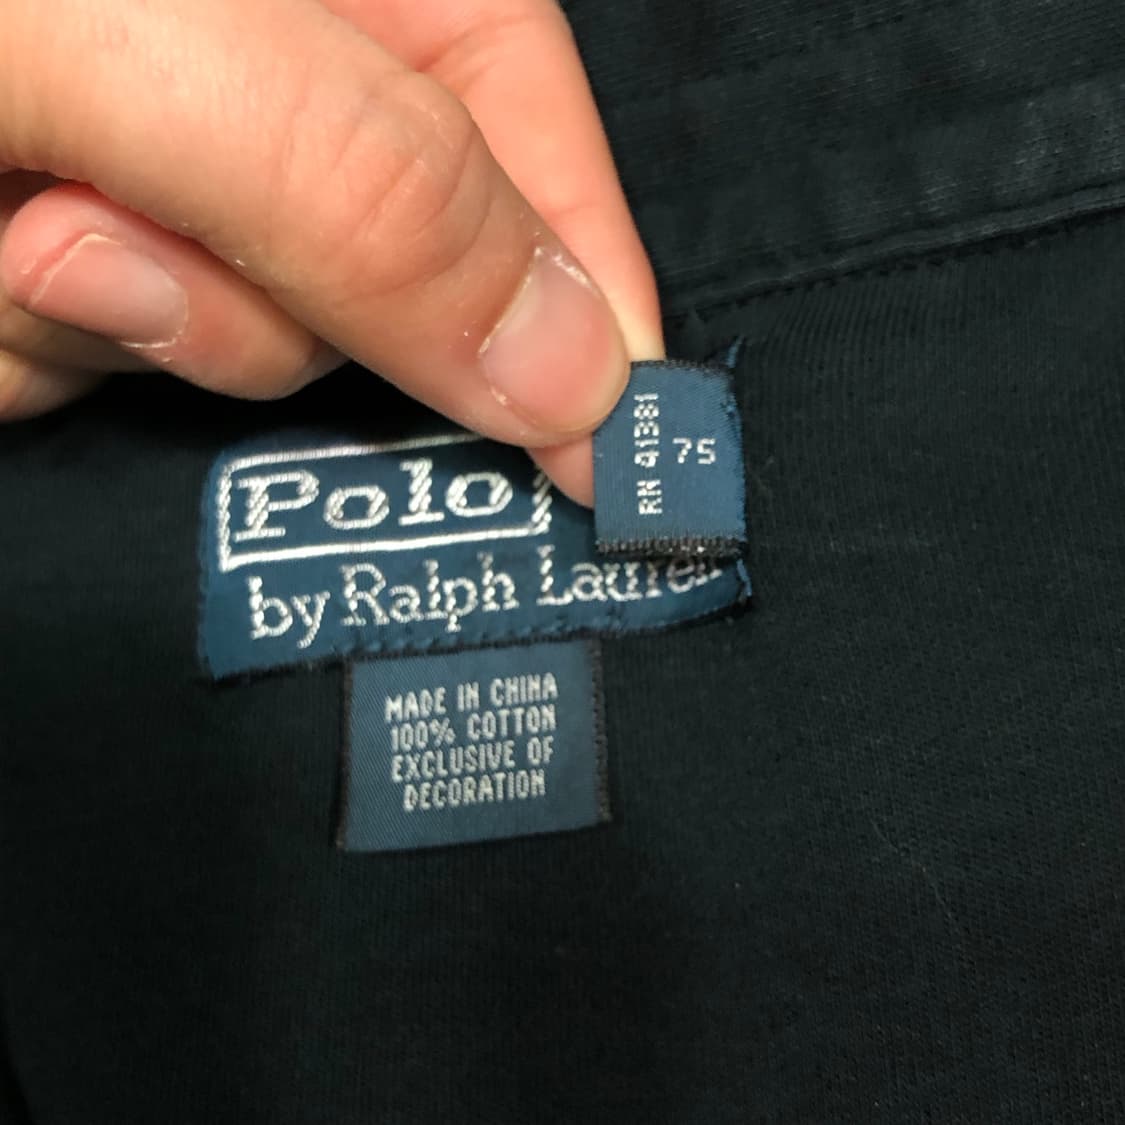 Polo
by Ralph Lauren
RN 41381
75
MADE IN CHINA
100% COTTON
EXCLUSIVE OF
DECORATION